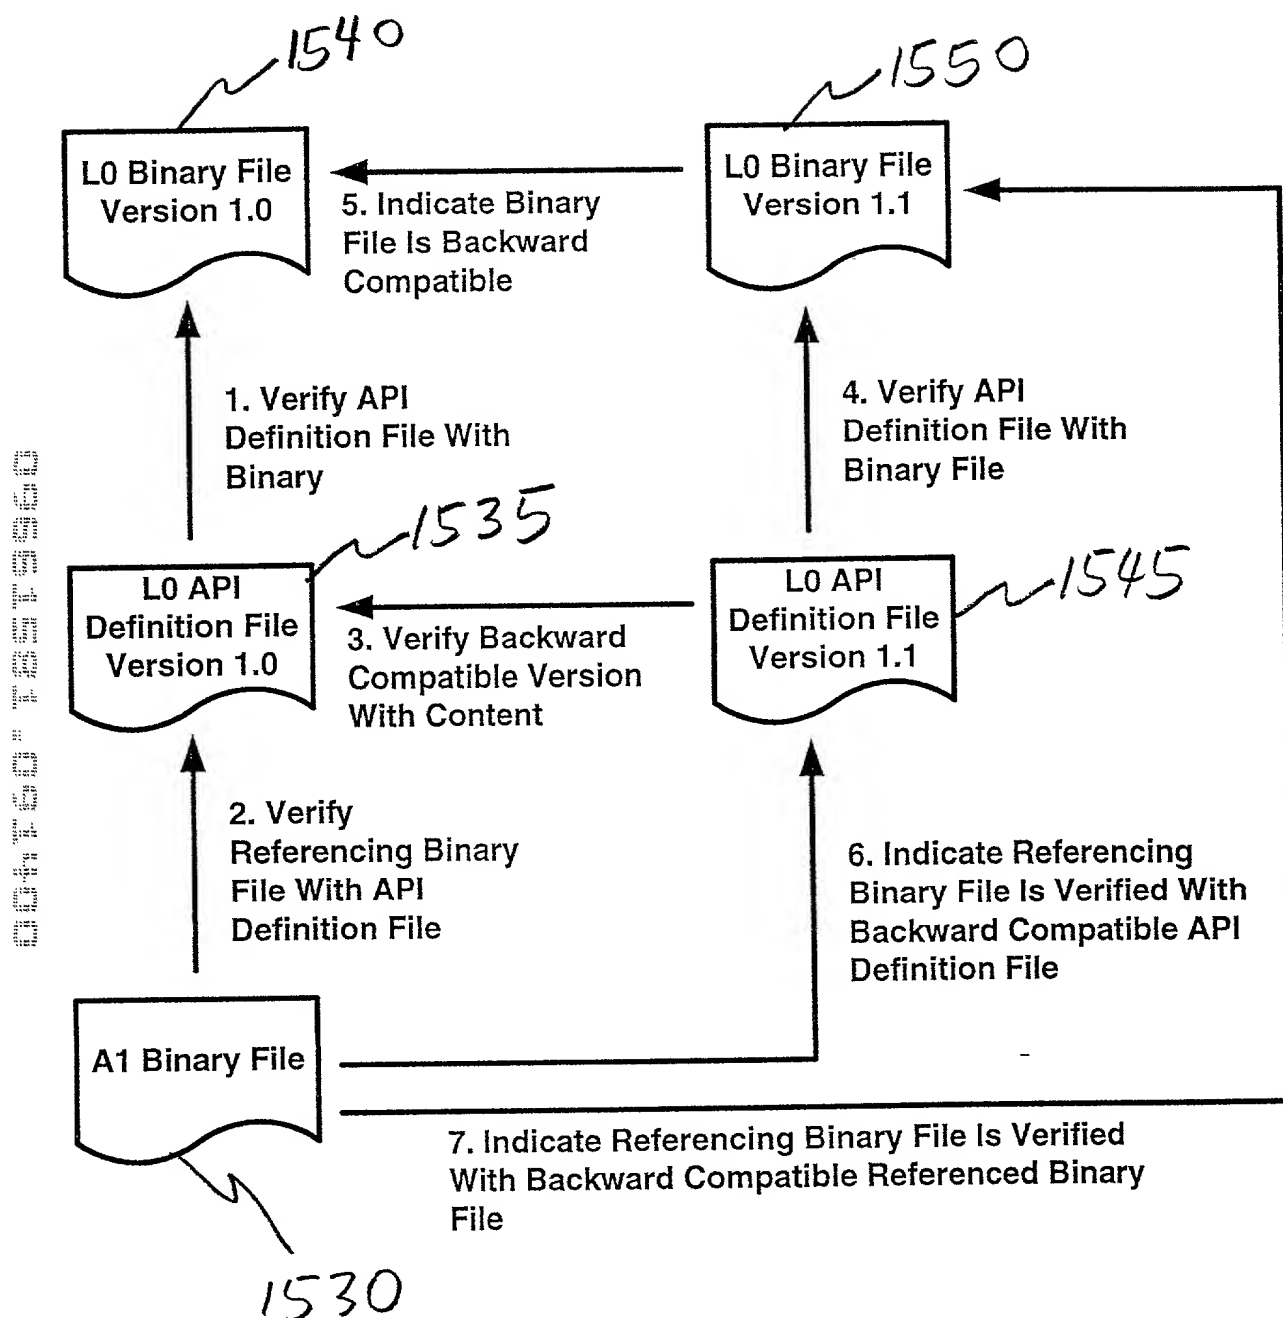 1540
1550
L0 Binary File
Version 1.0
L0 Binary File
Version 1.1
5. Indicate Binary
File Is Backward
Compatible
1. Verify API
Definition File With
Binary
4. Verify API
Definition File With
Binary File
1535
1545
L0 API
Definition File
Version 1.0
L0 API
Definition File
Version 1.1
3. Verify Backward
Compatible Version
With Content
2. Verify
Referencing Binary
File With API
Definition File
6. Indicate Referencing
Binary File Is Verified With
Backward Compatible API
Definition File
A1 Binary File
7. Indicate Referencing Binary File Is Verified
With Backward Compatible Referenced Binary
File
1530